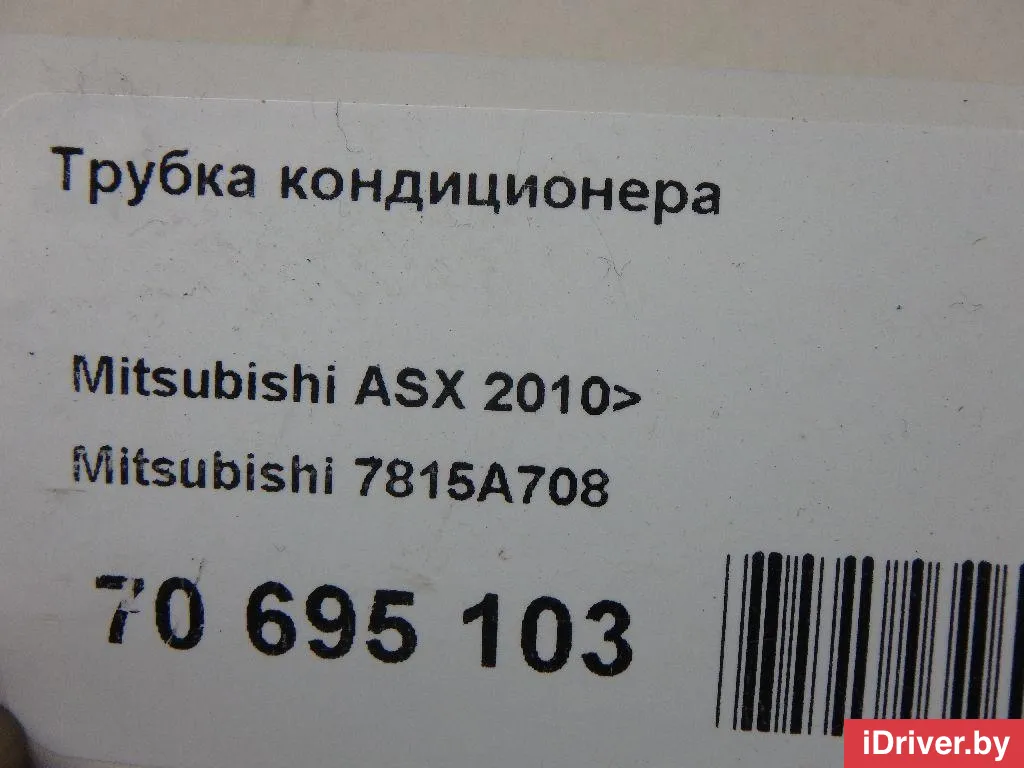 Трубка кондиционера
Mitsubishi ASX 2010>
Mitsubishi 7815A708
70 695 103
iDriver.by